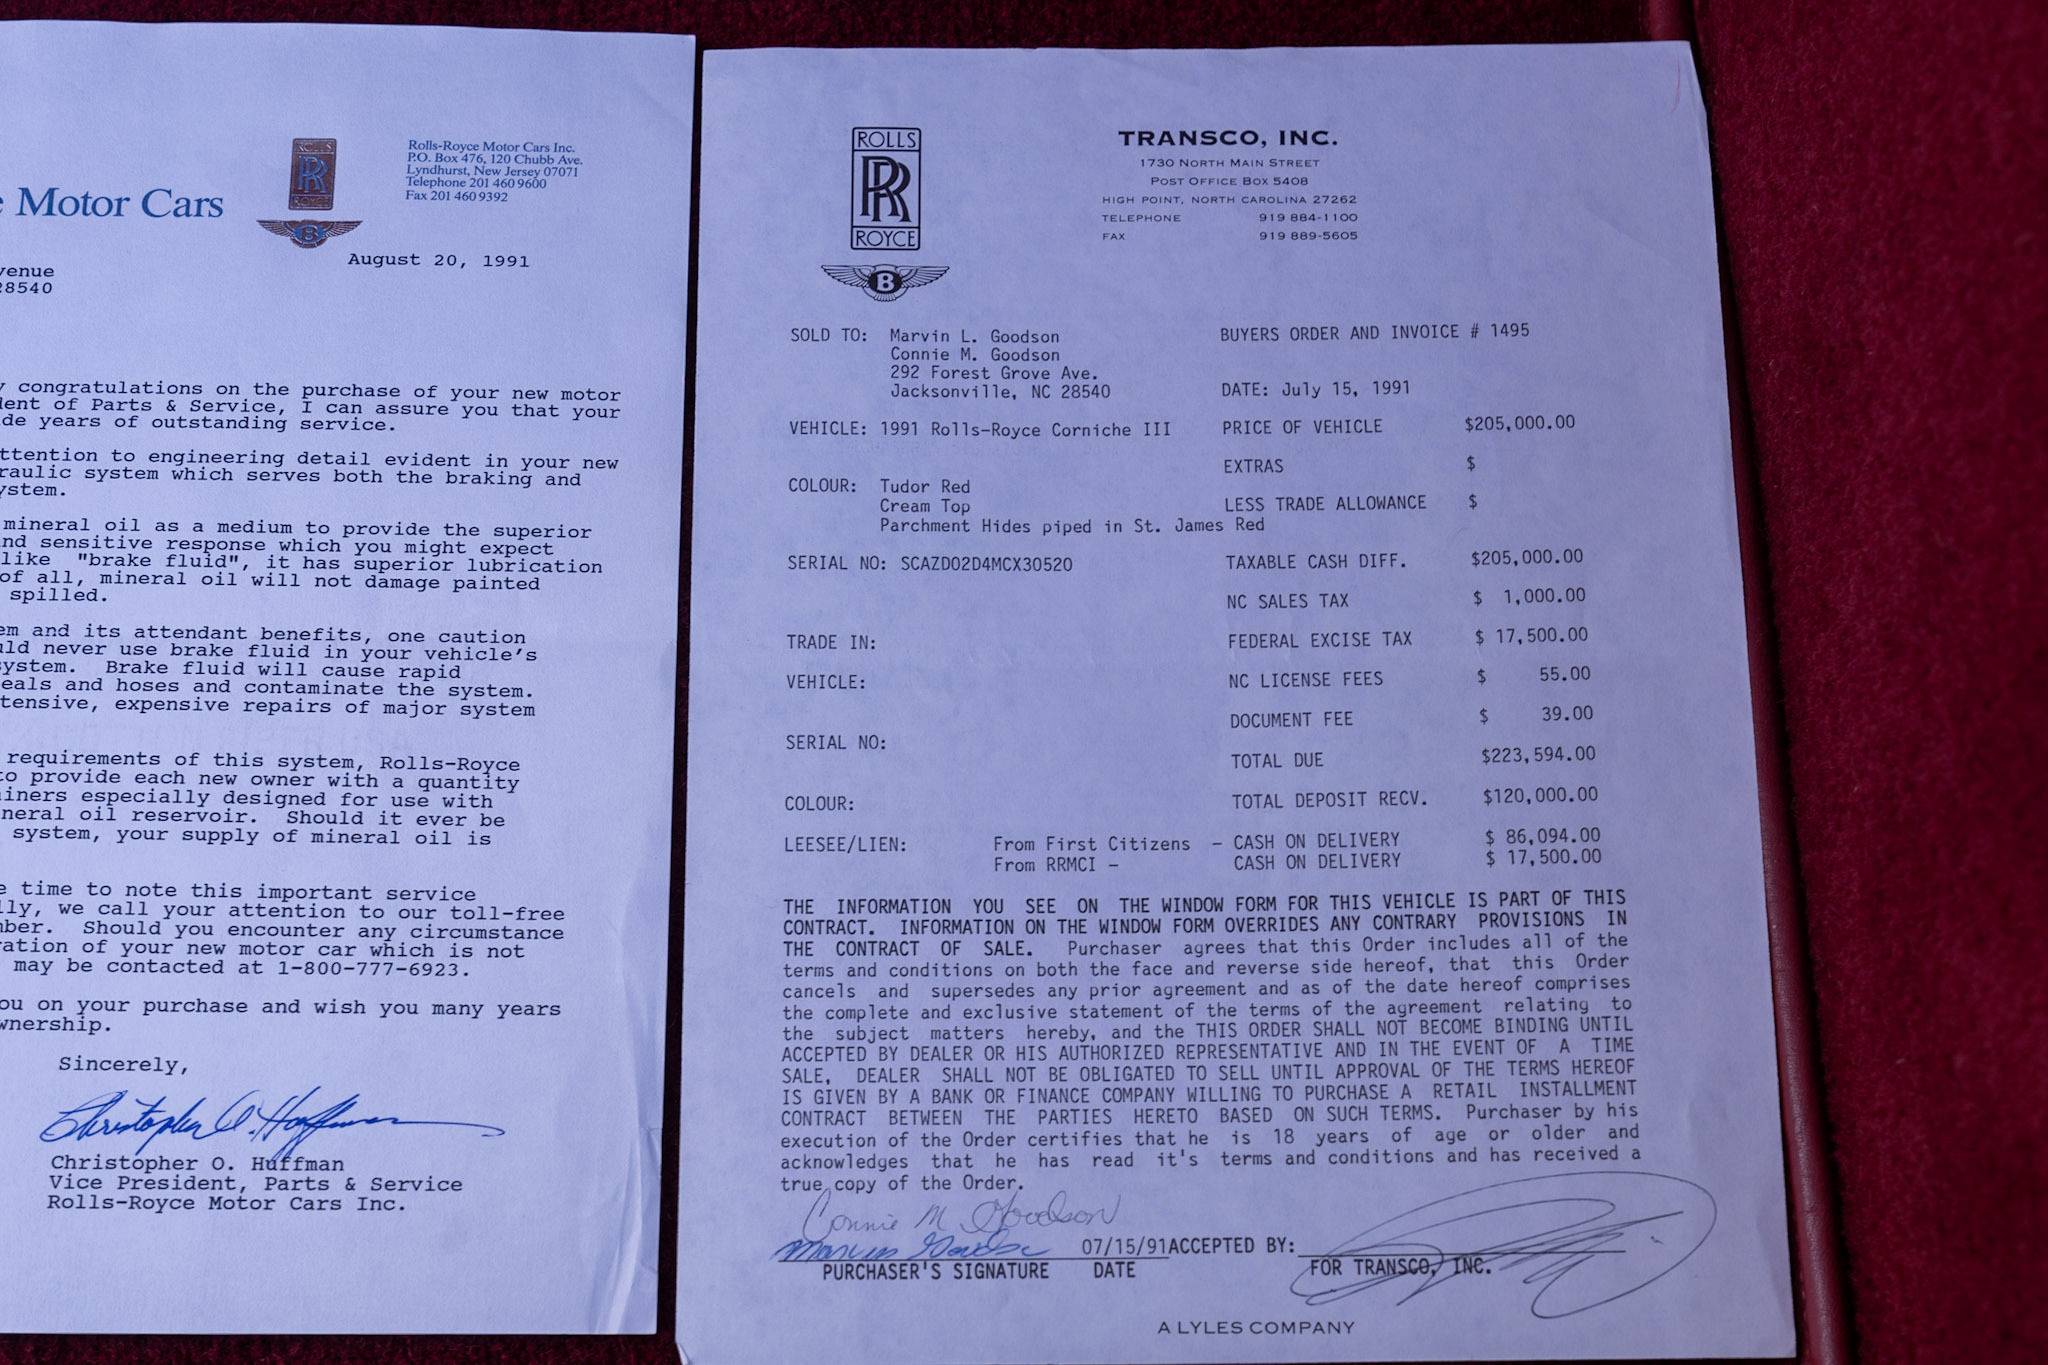 Motor Cars
ROLLS
RR
ROYCE
B
Rolls-Royce Motor Cars Inc.
P.O. Box 476, 120 Chubb Ave.
Lyndhurst, New Jersey 07071
Telephone 201 460 9600
Fax 201 460 9392
August 20, 1991
28540
congratulations on the purchase of your new motor
of Parts & Service, I can assure you that your
years of outstanding service.
to engineering detail evident in your new
system which serves both the braking and
mineral oil as a medium to provide the superior
sensitive response which you might expect
like "brake fluid", it has superior lubrication
of all, mineral oil will not damage painted
spilled.
and its attendant benefits, one caution
never use brake fluid in your vehicle's
Brake fluid will cause rapid
and hoses and contaminate the system.
expensive repairs of major system
requirements of this system, Rolls-Royce
to provide each new owner with a quantity
especially designed for use with
oil reservoir. Should it ever be
system, your supply of mineral oil is
time to note this important service
we call your attention to our toll-free
Should you encounter any circumstance
of your new motor car which is not
may be contacted at 1-800-777-6923.
on your purchase and wish you many years
Sincerely,
Christopher O. Huffman
Christopher O. Huffman
Vice President, Parts & Service
Rolls-Royce Motor Cars Inc.
ROLLS
RR
ROYCE
B
TRANSCO, INC.
1730 NORTH MAIN STREET
POST OFFICE BOX 5408
HIGH POINT, NORTH CAROLINA 27262
TELEPHONE 919 884-1100
FAX 919 889-5605
SOLD TO: Marvin L. Goodson BUYERS ORDER AND INVOICE # 1495
Connie M. Goodson
292 Forest Grove Ave.
Jacksonville, NC 28540 DATE: July 15, 1991
VEHICLE: 1991 Rolls-Royce Corniche III PRICE OF VEHICLE $205,000.00
EXTRAS $
COLOUR: Tudor Red
Cream Top LESS TRADE ALLOWANCE $
Parchment Hides piped in St. James Red
SERIAL NO: SCAZD02D4MCX30520 TAXABLE CASH DIFF. $205,000.00
NC SALES TAX $ 1,000.00
TRADE IN: FEDERAL EXCISE TAX $ 17,500.00
VEHICLE: NC LICENSE FEES $ 55.00
DOCUMENT FEE $ 39.00
SERIAL NO: TOTAL DUE $223,594.00
COLOUR: TOTAL DEPOSIT RECV. $120,000.00
LEESEE/LIEN: From First Citizens - CASH ON DELIVERY $ 86,094.00
From RRMCI - CASH ON DELIVERY $ 17,500.00
THE INFORMATION YOU SEE ON THE WINDOW FORM FOR THIS VEHICLE IS PART OF THIS
CONTRACT. INFORMATION ON THE WINDOW FORM OVERRIDES ANY CONTRARY PROVISIONS IN
THE CONTRACT OF SALE. Purchaser agrees that this Order includes all of the
terms and conditions on both the face and reverse side hereof, that this Order
cancels and supersedes any prior agreement and as of the date hereof comprises
the complete and exclusive statement of the terms of the agreement relating to
the subject matters hereby, and the THIS ORDER SHALL NOT BECOME BINDING UNTIL
ACCEPTED BY DEALER OR HIS AUTHORIZED REPRESENTATIVE AND IN THE EVENT OF A TIME
SALE, DEALER SHALL NOT BE OBLIGATED TO SELL UNTIL APPROVAL OF THE TERMS HEREOF
IS GIVEN BY A BANK OR FINANCE COMPANY WILLING TO PURCHASE A RETAIL INSTALLMENT
CONTRACT BETWEEN THE PARTIES HERETO BASED ON SUCH TERMS. Purchaser by his
execution of the Order certifies that he is 18 years of age or older and
acknowledges that he has read it's terms and conditions and has received a
true copy of the Order.
Connie M. Goodson
07/15/91 ACCEPTED BY:
PURCHASER'S SIGNATURE DATE FOR TRANSCO, INC.
A LYLES COMPANY